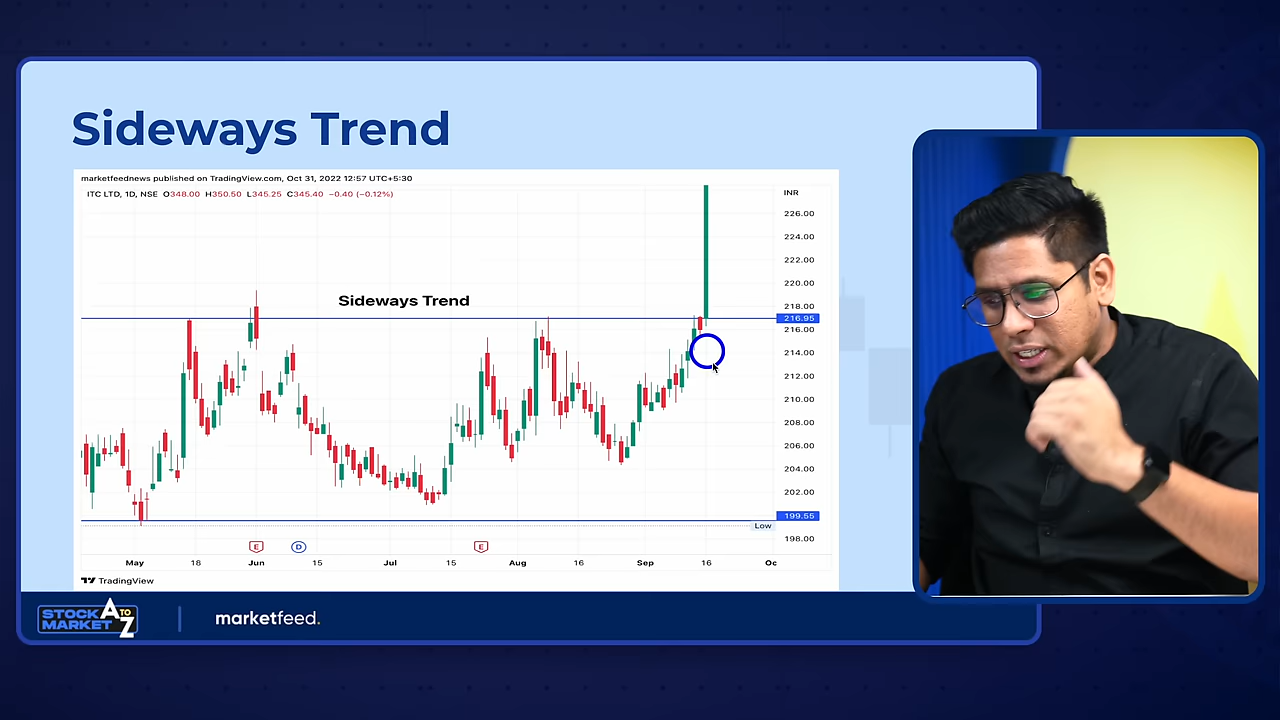 Sideways Trend
marketfeednews published on TradingView.com, Oct 31, 2022 12:57 UTC+5:30
ITC LTD, 1D, NSE O348.00 H350.50 L345.25 C345.40 −0.40 (−0.12%)
INR
226.00
224.00
222.00
220.00
Sideways Trend
218.00
216.95
216.00
214.00
212.00
210.00
208.00
206.00
204.00
202.00
199.55
Low
198.00
E D E
May 18 Jun 15 Jul 15 Aug 16 Sep 16 Oc
TradingView
STOCK MARKET A TO Z
marketfeed.